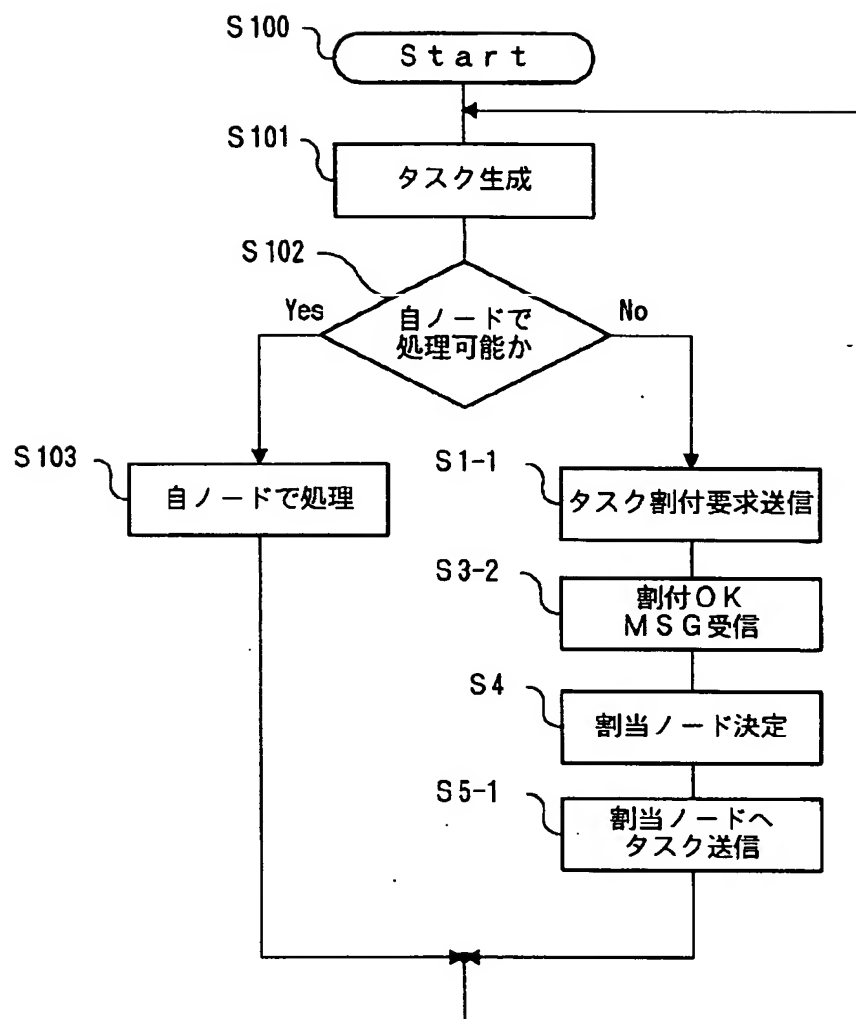 S100
Start
S101
タスク生成
S102
Yes
自ノードで
処理可能か
No
S103
自ノードで処理
S1-1
タスク割付要求送信
S3-2
割付OK
MSG受信
S4
割当ノード決定
S5-1
割当ノードへ
タスク送信